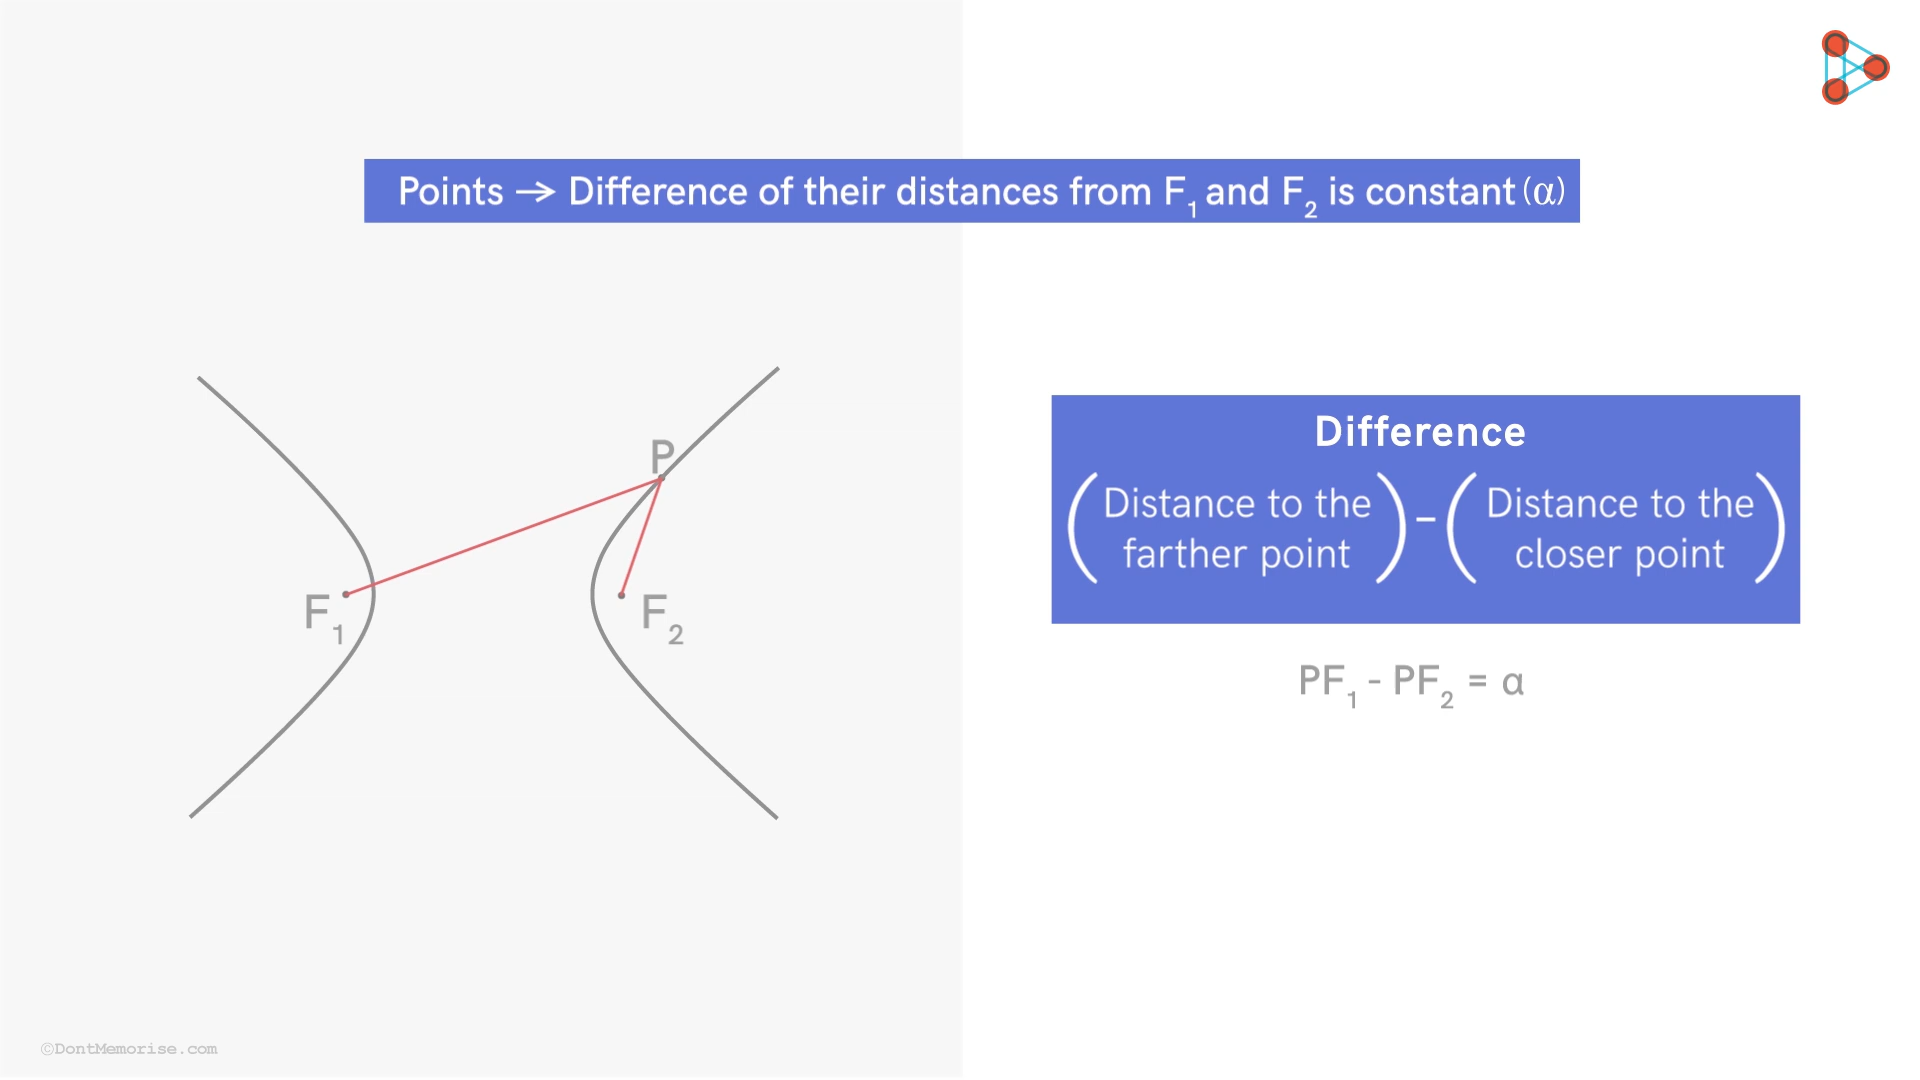 Points → Difference of their distances from F₁ and F₂ is constant (α)
P
F₁
F₂
Difference
(Distance to the farther point) - (Distance to the closer point)
PF₁ - PF₂ = α
©DontMemorise.com